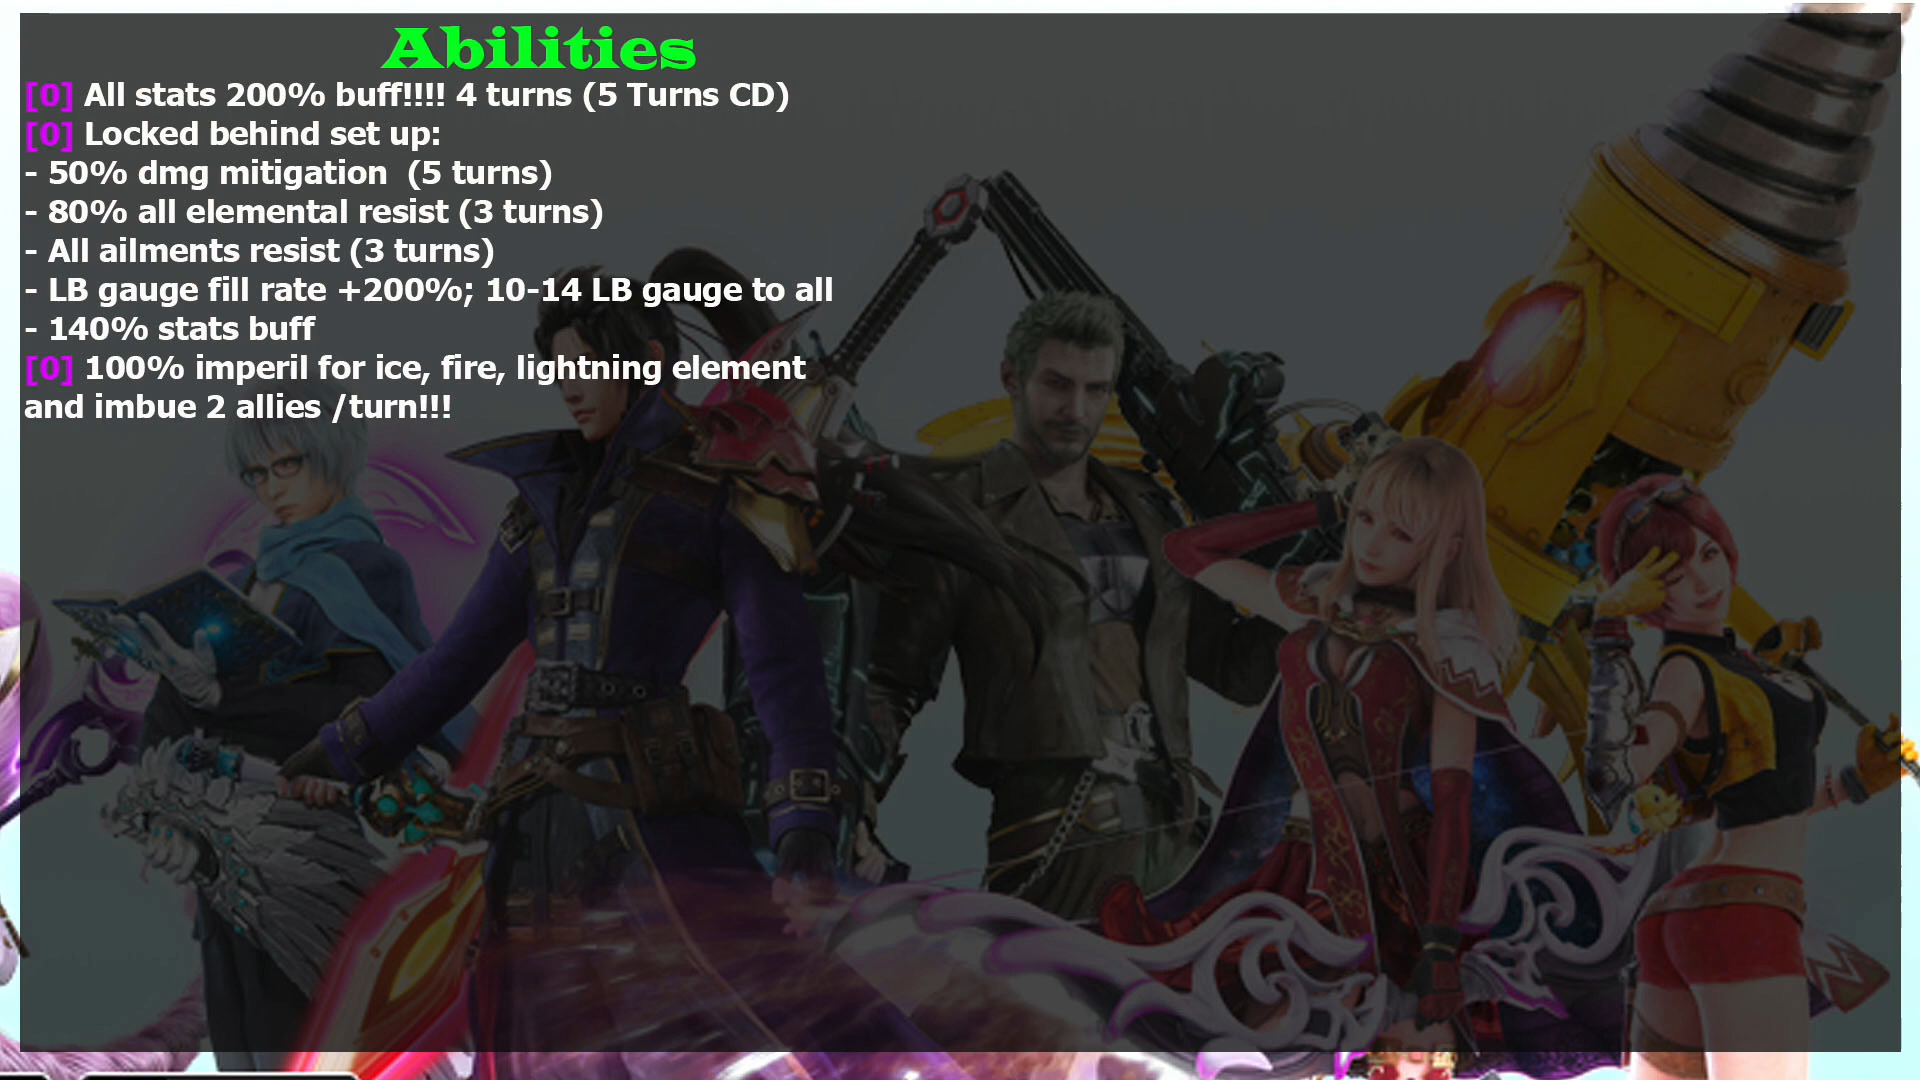 Abilities
[0] All stats 200% buff!!!! 4 turns (5 Turns CD)
[0] Locked behind set up:
- 50% dmg mitigation  (5 turns)
- 80% all elemental resist (3 turns)
- All ailments resist (3 turns)
- LB gauge fill rate +200%; 10-14 LB gauge to all
- 140% stats buff
[0] 100% imperil for ice, fire, lightning element
and imbue 2 allies /turn!!!